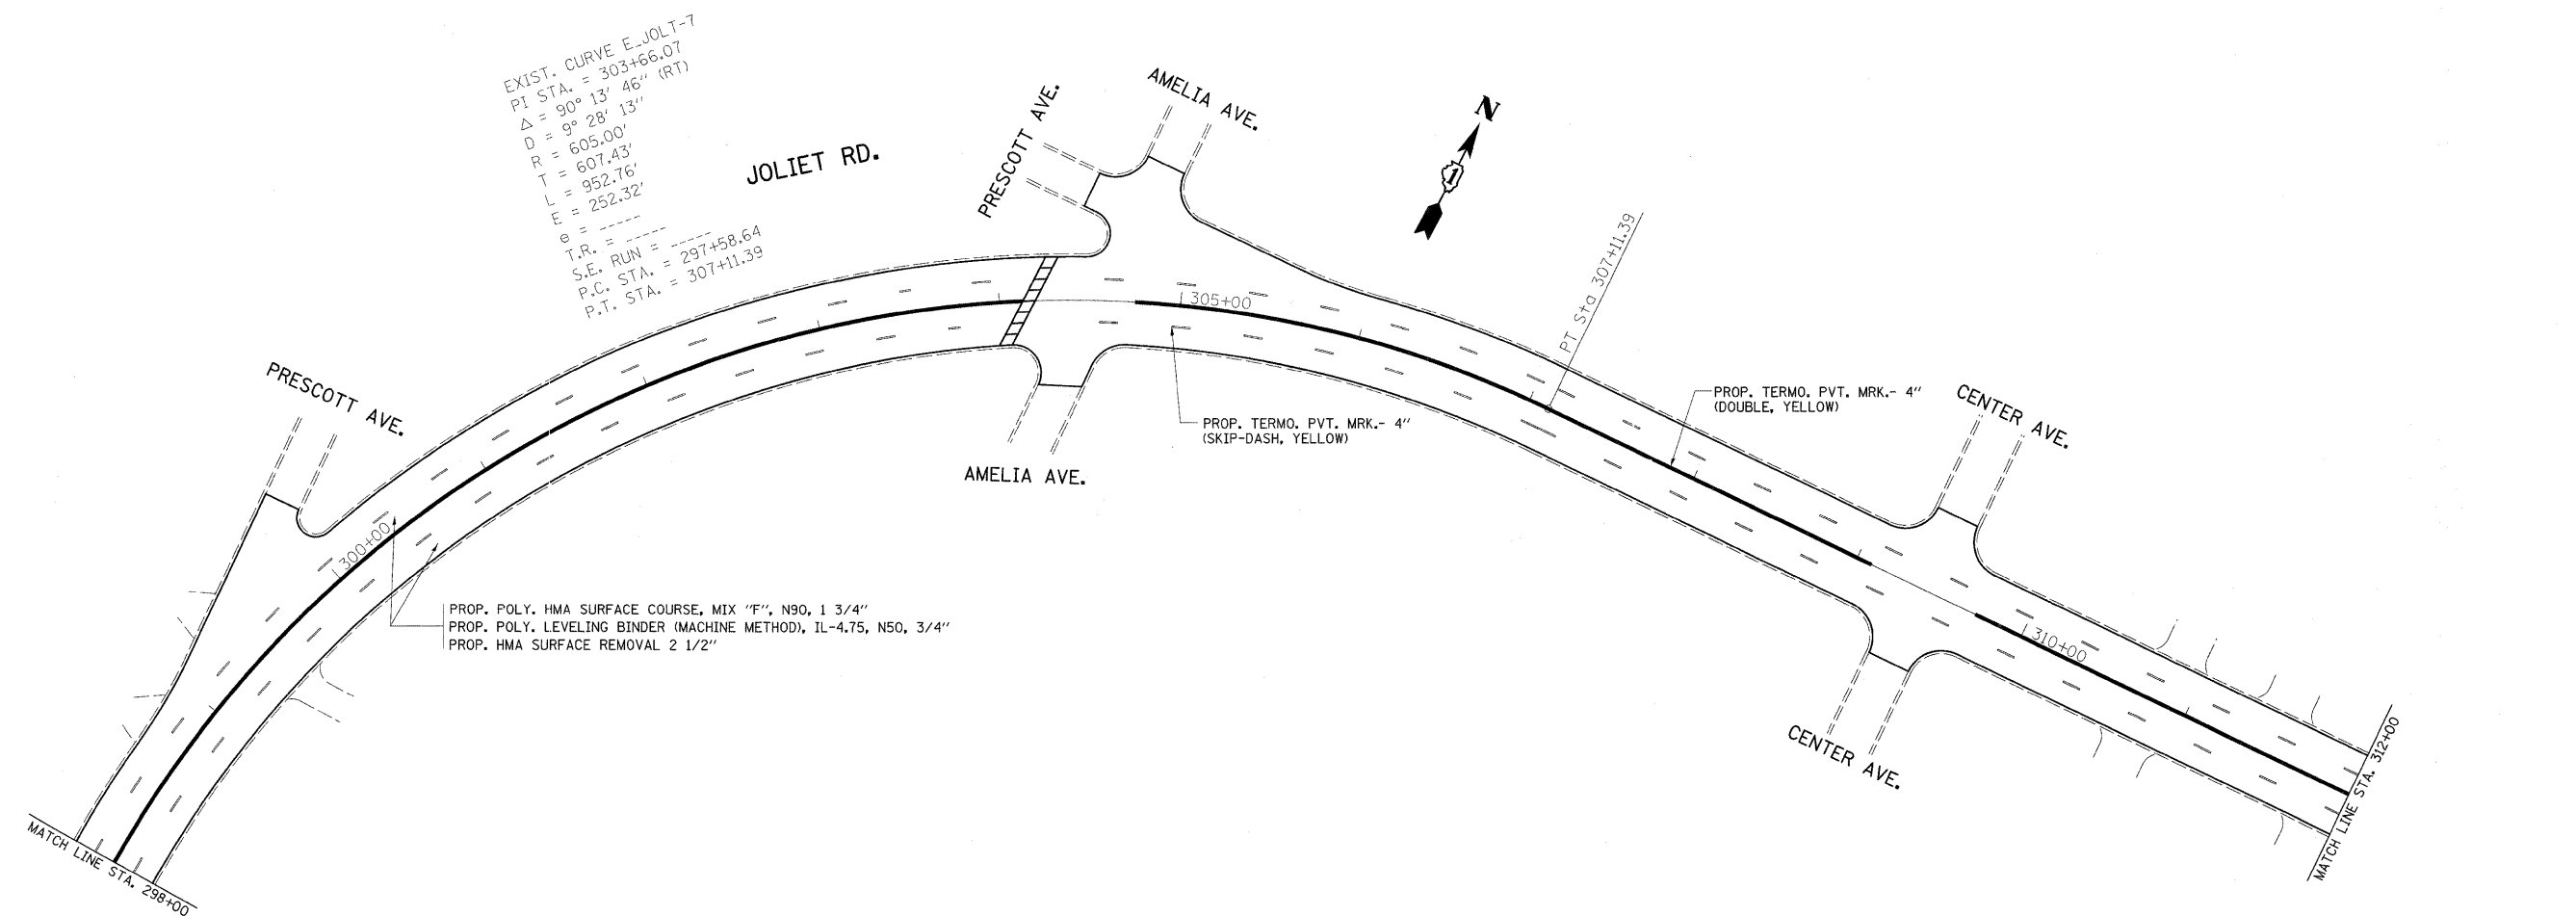 EXIST. CURVE E_JOLT-7
PI STA. = 303+66.07
Δ = 90° 13' 46" (RT)
D = 9° 28' 13"
R = 605.00'
T = 607.43'
L = 952.76'
E = 252.32'
e = -----
T.R. = -----
S.E. RUN = -----
P.C. STA. = 297+58.64
P.T. STA. = 307+11.39
JOLIET RD.
PRESCOTT AVE.
AMELIA AVE.
N
1
PT Sta 307+11.39
305+00
PROP. TERMO. PVT. MRK.- 4"
(DOUBLE, YELLOW)
CENTER AVE.
PRESCOTT AVE.
PROP. TERMO. PVT. MRK.- 4"
(SKIP-DASH, YELLOW)
AMELIA AVE.
300+00
PROP. POLY. HMA SURFACE COURSE, MIX "F", N90, 1 3/4"
PROP. POLY. LEVELING BINDER (MACHINE METHOD), IL-4.75, N50, 3/4"
PROP. HMA SURFACE REMOVAL 2 1/2"
310+00
CENTER AVE.
MATCH LINE STA. 298+00
MATCH LINE STA. 312+00